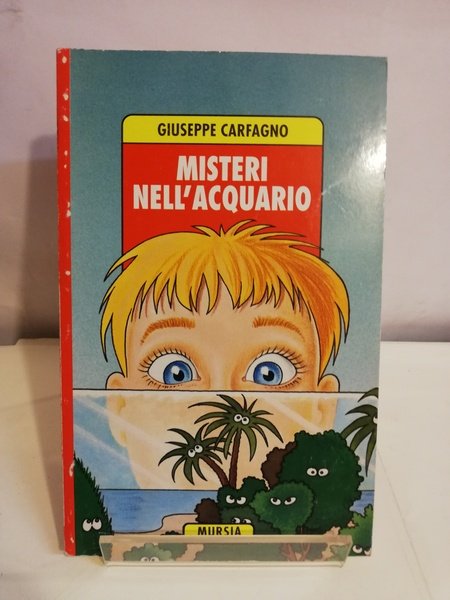 GIUSEPPE CARFAGNO
MISTERI
NELL'ACQUARIO
MURSIA